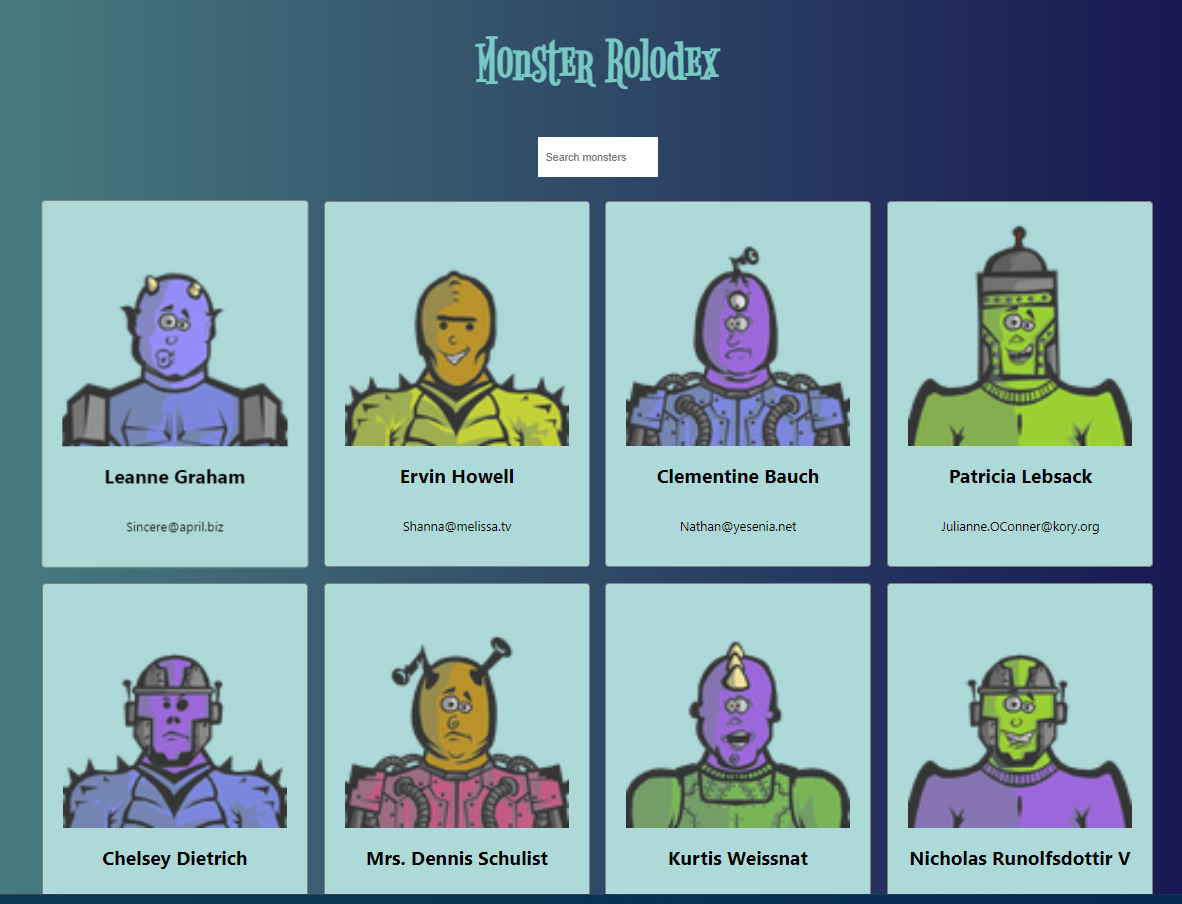 Monster Rolodex
Search monsters
Leanne Graham
Sincere@april.biz
Ervin Howell
Shanna@melissa.tv
Clementine Bauch
Nathan@yesenia.net
Patricia Lebsack
Julianne.OConner@kory.org
Chelsey Dietrich
Mrs. Dennis Schulist
Kurtis Weissnat
Nicholas Runolfsdottir V